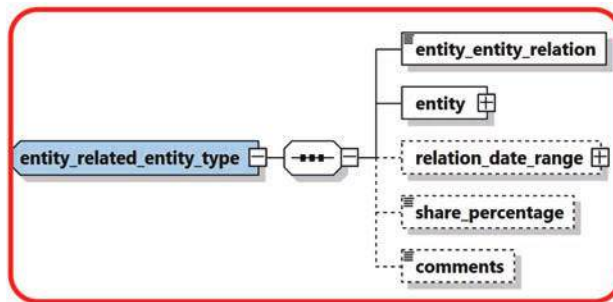 entity_entity_relation
entity
entity_related_entity_type
relation_date_range
share_percentage
comments